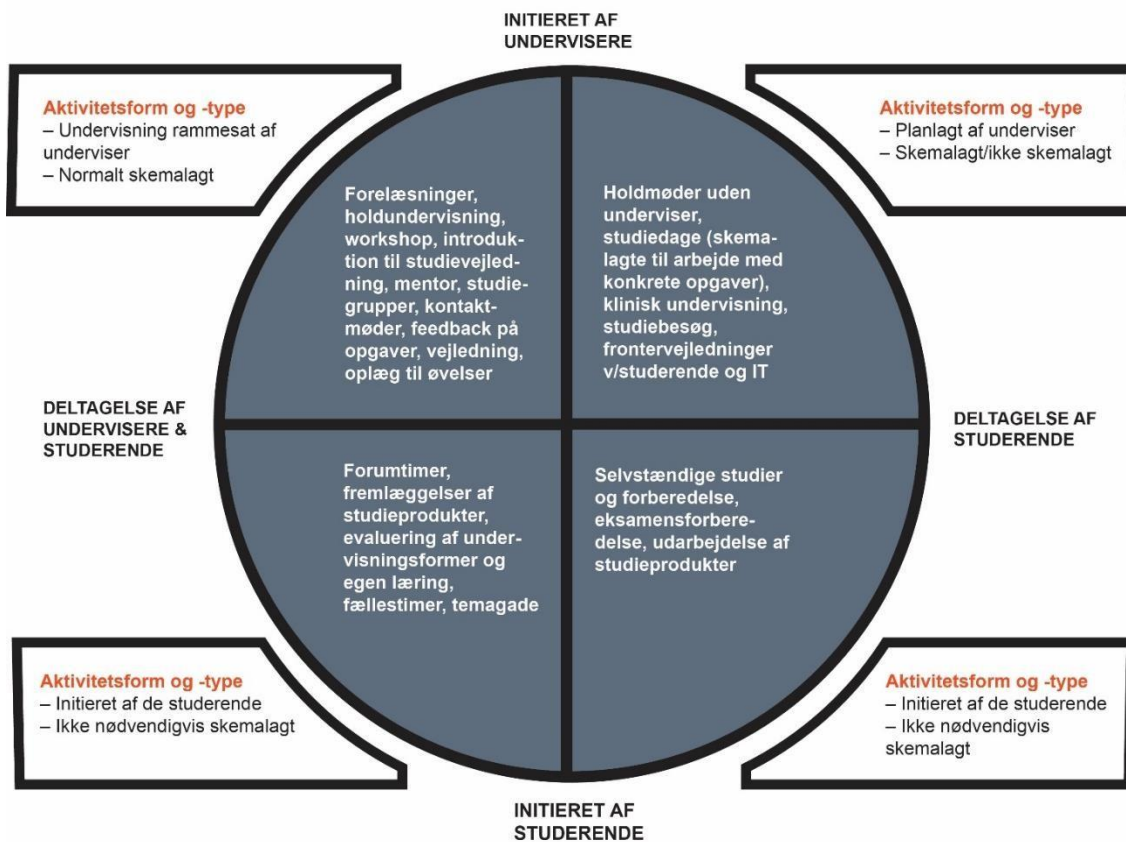 INITIERET AF
UNDERVISERE
Aktivitetsform og -type
– Undervisning rammesat af
underviser
– Normalt skemalagt
Aktivitetsform og -type
– Planlagt af underviser
– Skemalagt/ikke skemalagt
Forelæsninger,
holdundervisning,
workshop, introduk-
tion til studievejled-
ning, mentor, studie-
grupper, kontakt-
møder, feedback på
opgaver, vejledning,
oplæg til øvelser
Holdmøder uden
underviser,
studiedage (skema-
lagte til arbejde med
konkrete opgaver),
klinisk undervisning,
studiebesøg,
frontervejledninger
v/studerende og IT
DELTAGELSE AF
UNDERVISERE &
STUDERENDE
DELTAGELSE AF
STUDERENDE
Forumtimer,
fremlæggelser af
studieprodukter,
evaluering af under-
visningsformer og
egen læring,
fællestimer, temagade
Selvstændige studier
og forberedelse,
eksamensforbere-
delse, udarbejdelse af
studieprodukter
Aktivitetsform og -type
– Initieret af de studerende
– Ikke nødvendigvis skemalagt
Aktivitetsform og -type
– Initieret af de studerende
– Ikke nødvendigvis
skemalagt
INITIERET AF
STUDERENDE